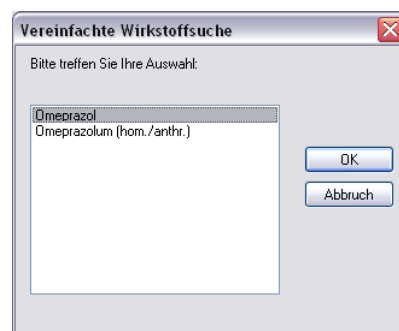 Vereinfachte Wirkstoffsuche
Bitte treffen Sie Ihre Auswahl:
Omeprazol
Omeprazolum (hom./anthr.)
OK
Abbruch